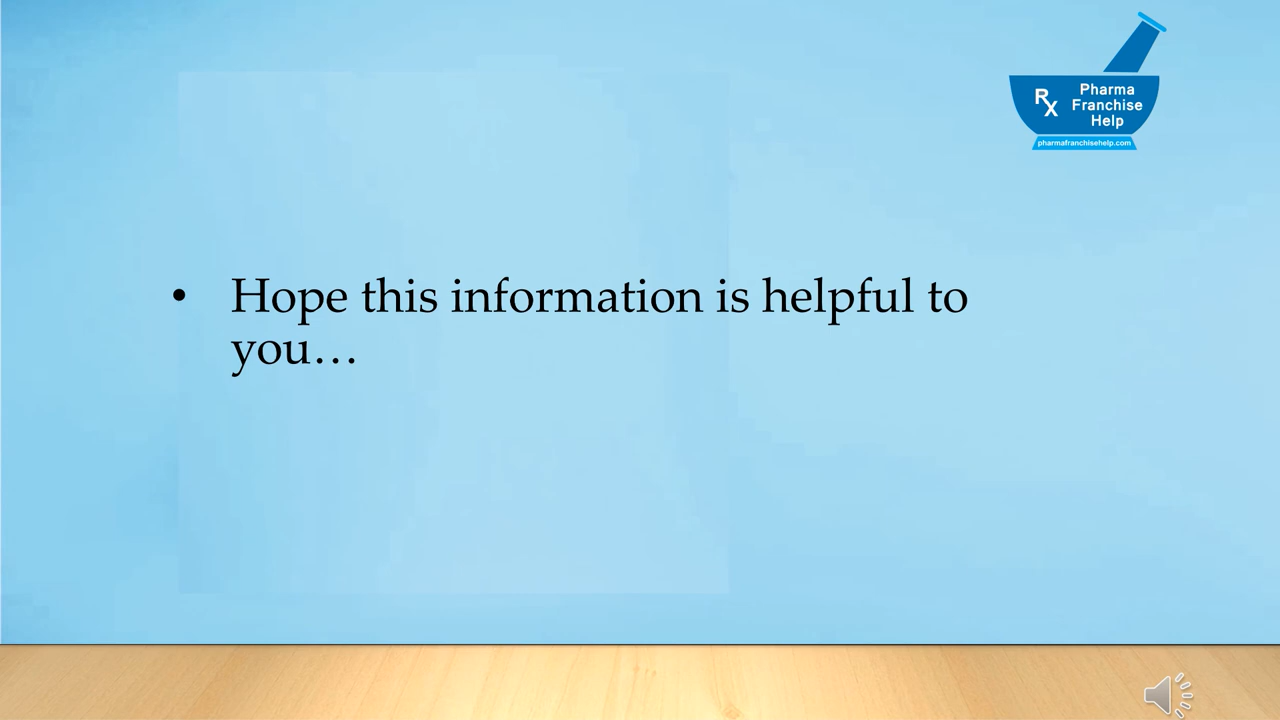 Rx
Pharma
Franchise
Help
pharmafranchisehelp.com
• Hope this information is helpful to
you…